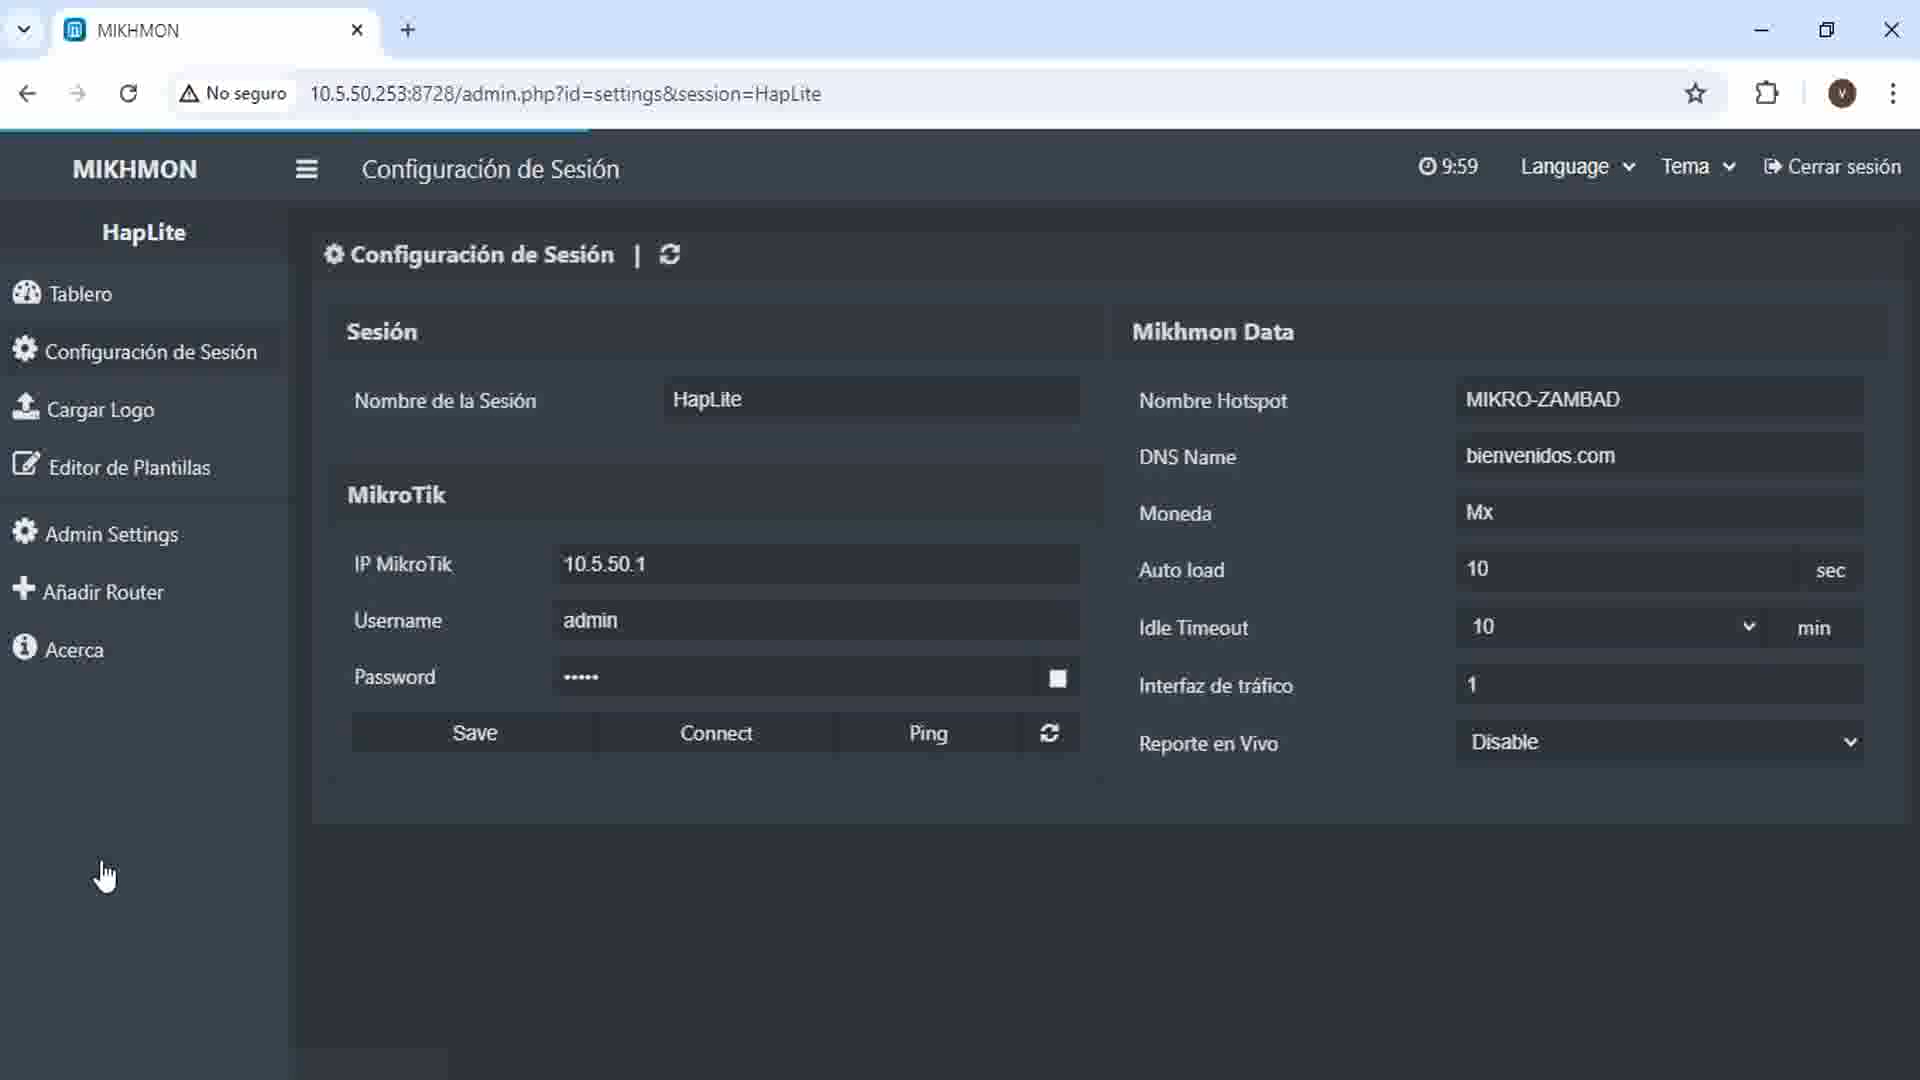 MIKHMON
No seguro
10.5.50.253:8728/admin.php?id=settings&session=HapLite
V
MIKHMON
Configuración de Sesión
9:59
Language
Tema
Cerrar sesión
HapLite
Tablero
Configuración de Sesión
Cargar Logo
Editor de Plantillas
Admin Settings
Añadir Router
Acerca
Configuración de Sesión |
Sesión
Nombre de la Sesión HapLite
MikroTik
IP MikroTik 10.5.50.1
Username admin
Password •••••
Save Connect Ping
Mikhmon Data
Nombre Hotspot MIKRO-ZAMBAD
DNS Name bienvenidos.com
Moneda Mx
Auto load 10 sec
Idle Timeout 10 min
Interfaz de tráfico 1
Reporte en Vivo Disable